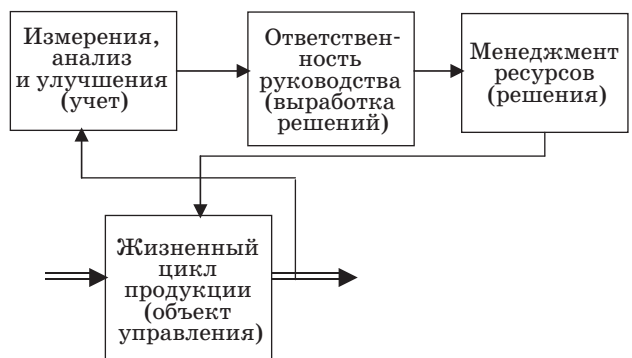 Измерения,
анализ
и улучшения
(учет)
Ответствен-
ность
руководства
(выработка
решений)
Менеджмент
ресурсов
(решения)
Жизненный
цикл
продукции
(объект
управления)